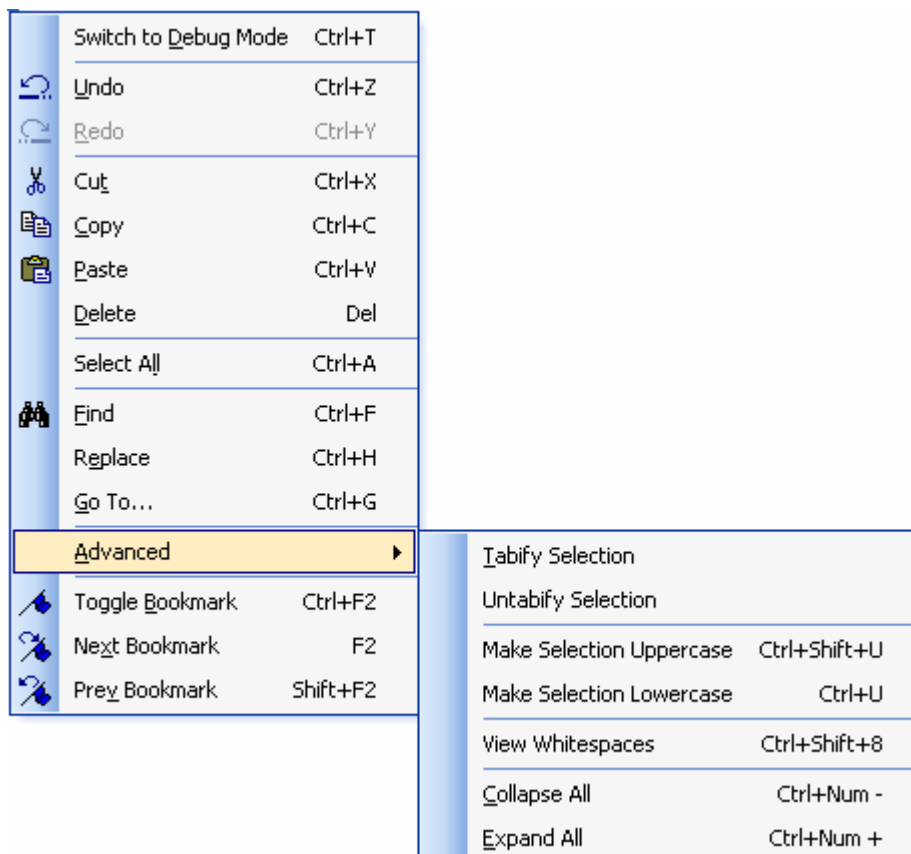 Switch to Debug Mode Ctrl+T
Undo Ctrl+Z
Redo Ctrl+Y
Cut Ctrl+X
Copy Ctrl+C
Paste Ctrl+V
Delete Del
Select All Ctrl+A
Find Ctrl+F
Replace Ctrl+H
Go To... Ctrl+G
Advanced
Toggle Bookmark Ctrl+F2
Next Bookmark F2
Prev Bookmark Shift+F2
Tabify Selection
Untabify Selection
Make Selection Uppercase Ctrl+Shift+U
Make Selection Lowercase Ctrl+U
View Whitespaces Ctrl+Shift+8
Collapse All Ctrl+Num -
Expand All Ctrl+Num +